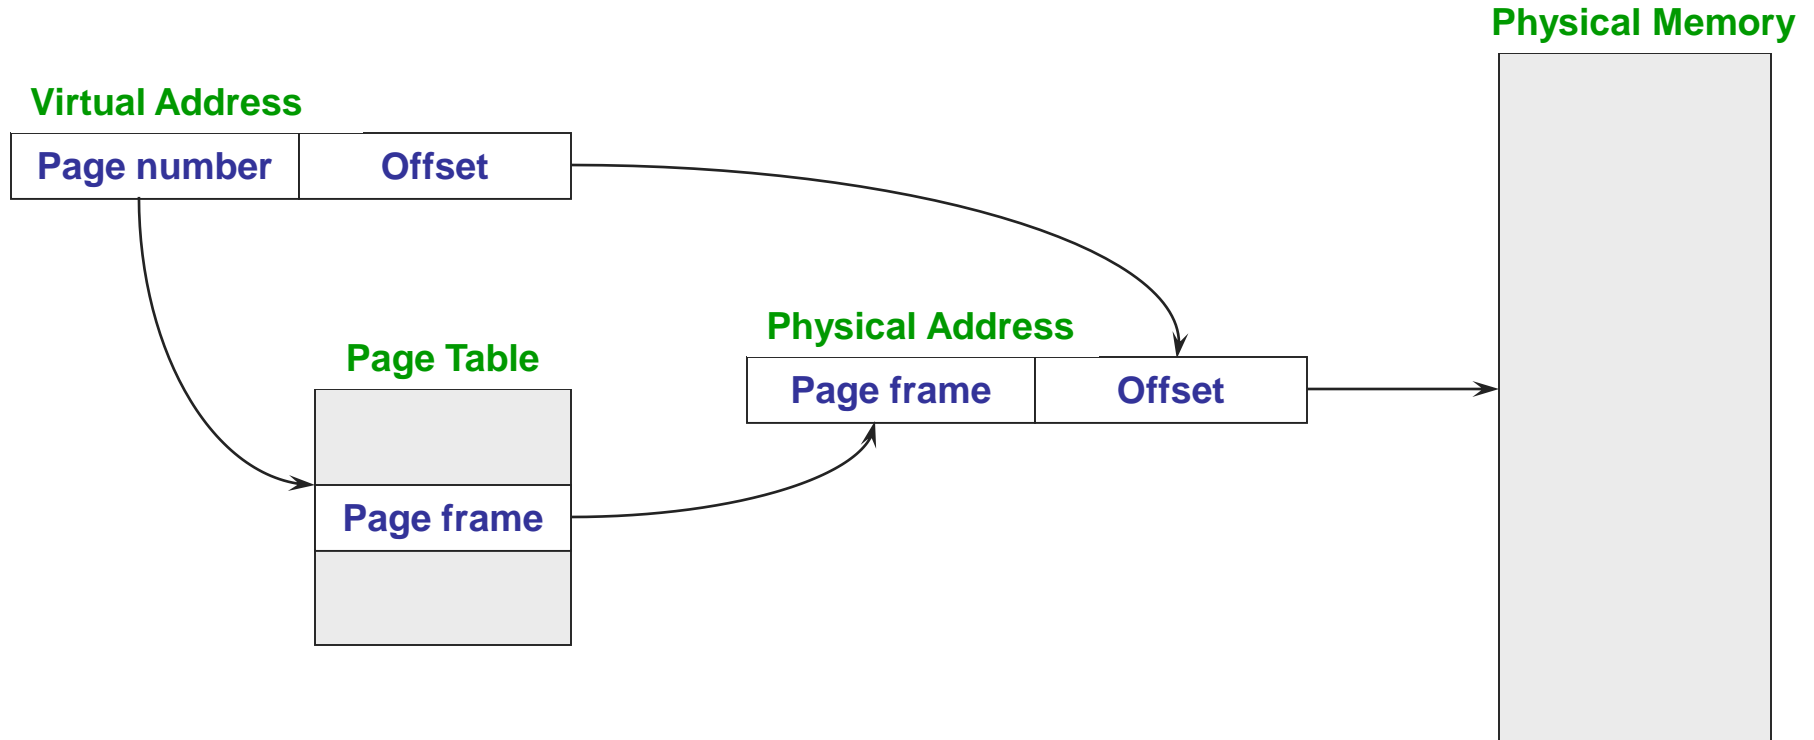 Physical Memory
Virtual Address
Page number Offset
Physical Address
Page Table
Page frame Offset
Page frame